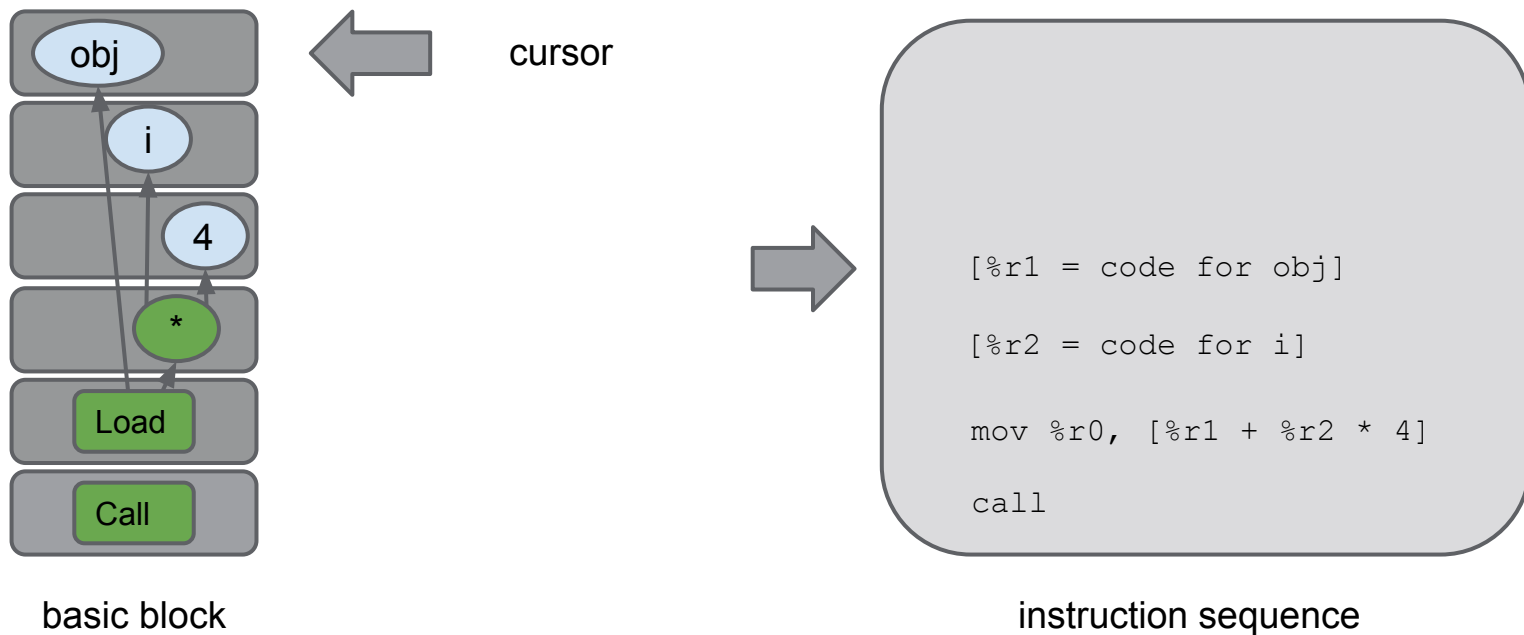 obj
cursor
i
4
*
Load
Call
[%r1 = code for obj]
[%r2 = code for i]
mov %r0, [%r1 + %r2 * 4]
call
basic block
instruction sequence